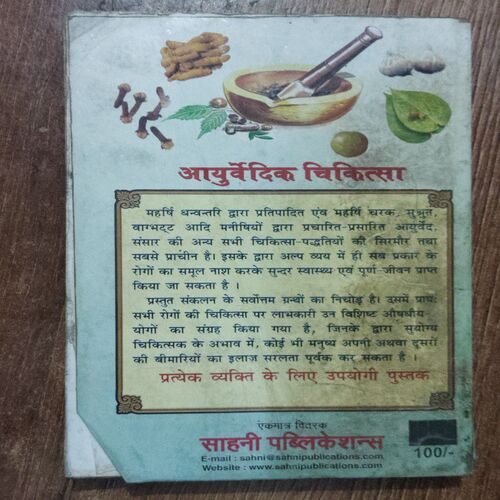 आयुर्वेदिक चिकित्सा
महर्षि धन्वन्तरि द्वारा प्रतिपादित एंव महर्षि चरक, सुश्रुत,
वाग्भट्ट आदि मनीषियों द्वारा प्रचारित-प्रसारित आयुर्वेद,
संसार की अन्य सभी चिकित्सा-पद्धतियों की सिरमौर तथा
सबसे प्राचीन है। इसके द्वारा अल्प व्यय में ही सब प्रकार के
रोगों का समूल नाश करके सुन्दर स्वास्थ्य एवं पूर्ण जीवन प्राप्त
किया जा सकता है ।
प्रस्तुत संकलन के सर्वोत्तम ग्रन्थों का निचोड़ है। उसमें प्रायः
सभी रोगों की चिकित्सा पर लाभकारी उन विशिष्ट औषधीय-
योगों का संग्रह किया गया है, जिनके द्वारा सुयोग्य
चिकित्सक के अभाव में, कोई भी मनुष्य अपनी अथवा दूसरों
की बीमारियों का इलाज सरलता पूर्वक कर सकता है ।
प्रत्येक व्यक्ति के लिए उपयोगी पुस्तक
एंकमात्र वितरक
साहनी पब्लिकेशन्स
E-mail : sahni@sahnipublications.com
Website : www.sahnipublications.com
100/-